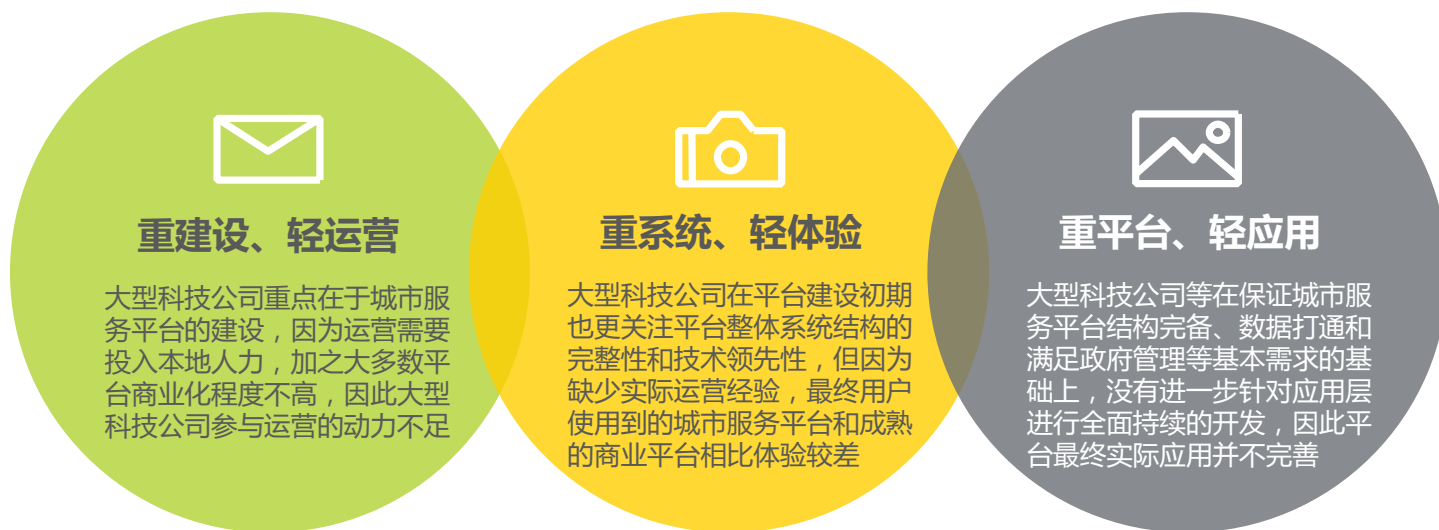 重建设、轻运营
大型科技公司重点在于城市服
务平台的建设，因为运营需要
投入本地人力，加之大多数平
台商业化程度不高，因此大型
科技公司参与运营的动力不足
重系统、轻体验
大型科技公司在平台建设初期
也更关注平台整体系统结构的
完整性和技术领先性，但因为
缺少实际运营经验，最终用户
使用到的城市服务平台和成熟
的商业平台相比体验较差
重平台、轻应用
大型科技公司等在保证城市服
务平台结构完备、数据打通和
满足政府管理等基本需求的基
础上，没有进一步针对应用层
进行全面持续的开发，因此平
台最终实际应用并不完善